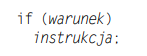 if (warunek)
instrukcja;